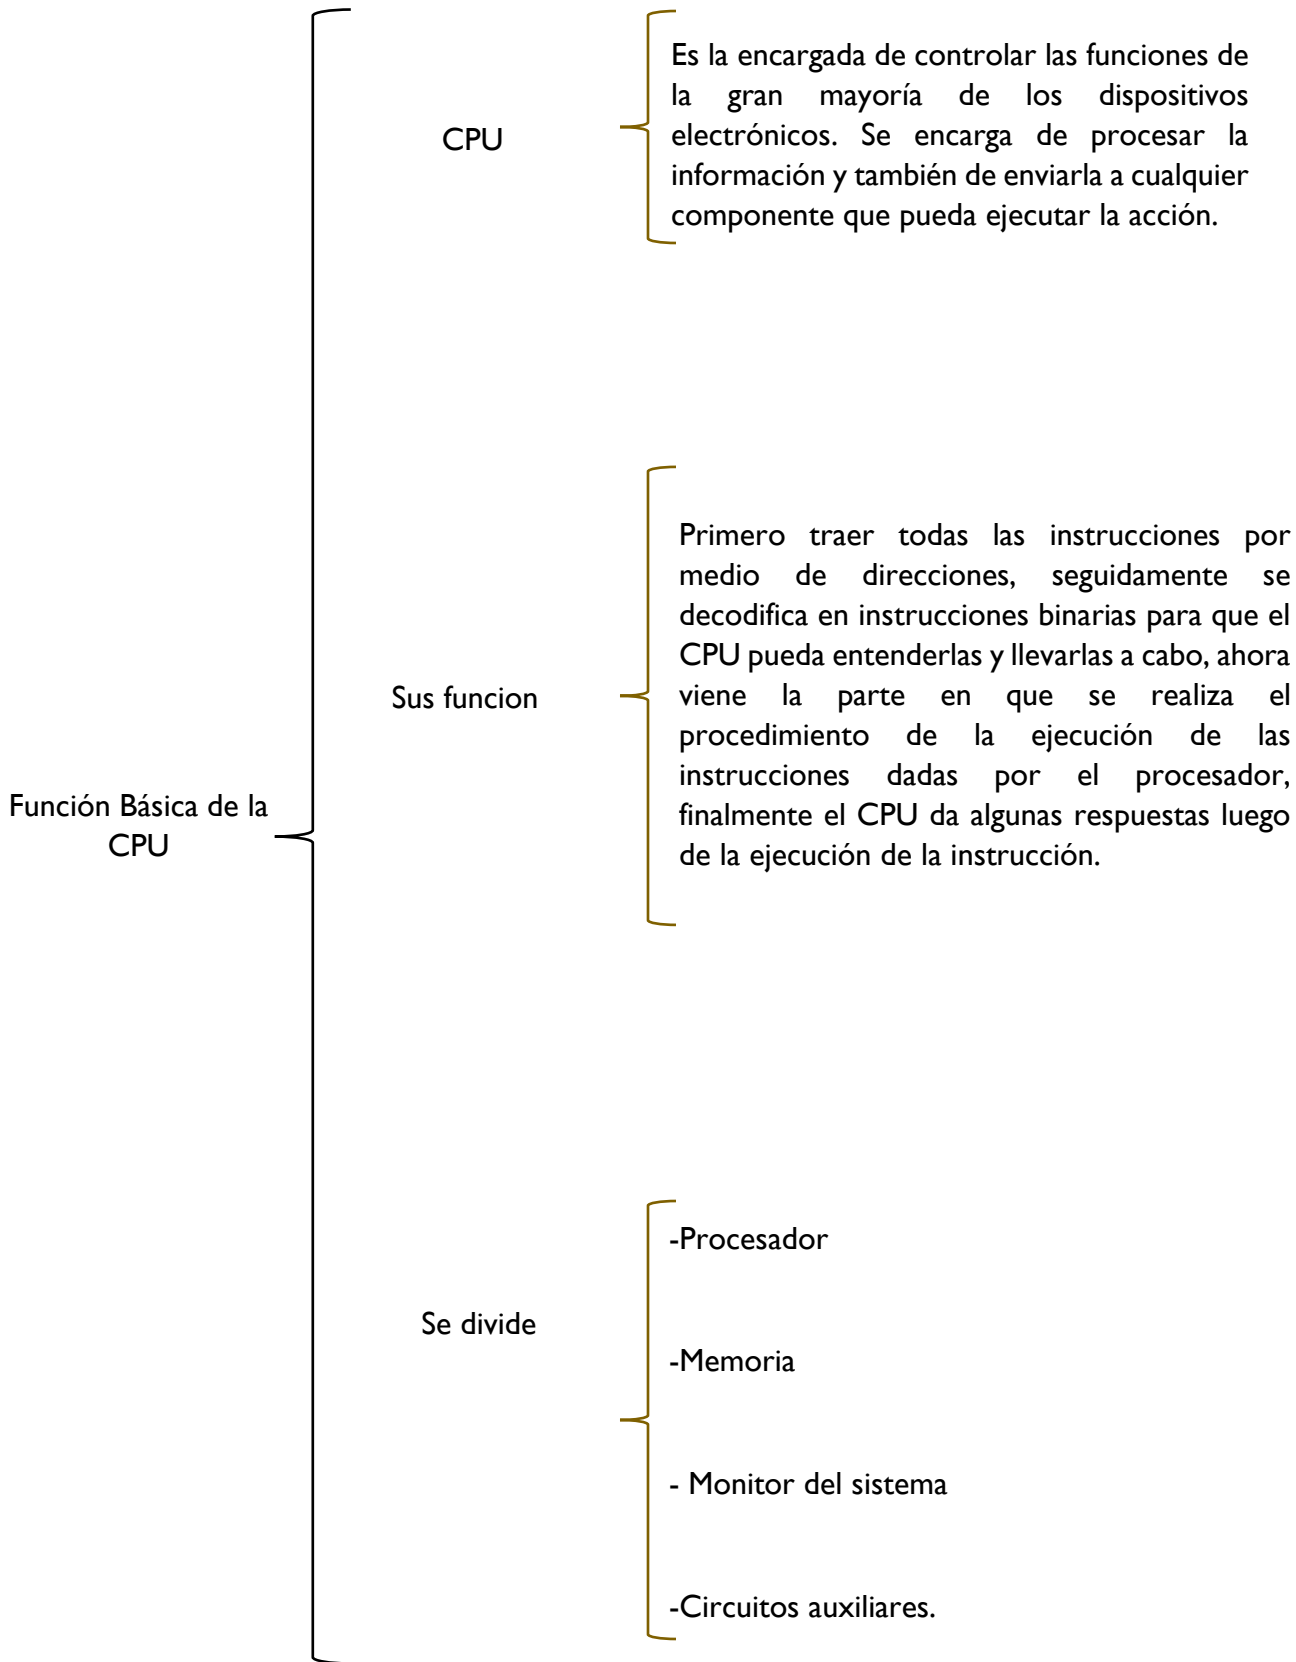 Función Básica de la
CPU
CPU
Es la encargada de controlar las funciones de
la gran mayoría de los dispositivos
electrónicos. Se encarga de procesar la
información y también de enviarla a cualquier
componente que pueda ejecutar la acción.
Sus funcion
Primero traer todas las instrucciones por
medio de direcciones, seguidamente se
decodifica en instrucciones binarias para que el
CPU pueda entenderlas y llevarlas a cabo, ahora
viene la parte en que se realiza el
procedimiento de la ejecución de las
instrucciones dadas por el procesador,
finalmente el CPU da algunas respuestas luego
de la ejecución de la instrucción.
Se divide
-Procesador
-Memoria
- Monitor del sistema
-Circuitos auxiliares.